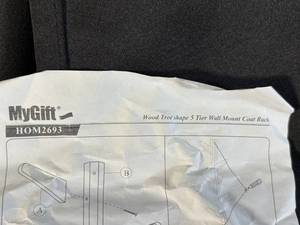 MyGift®
Wood Tree shape 5 Tier Wall Mount Coat Rack
HOM2693
B
A